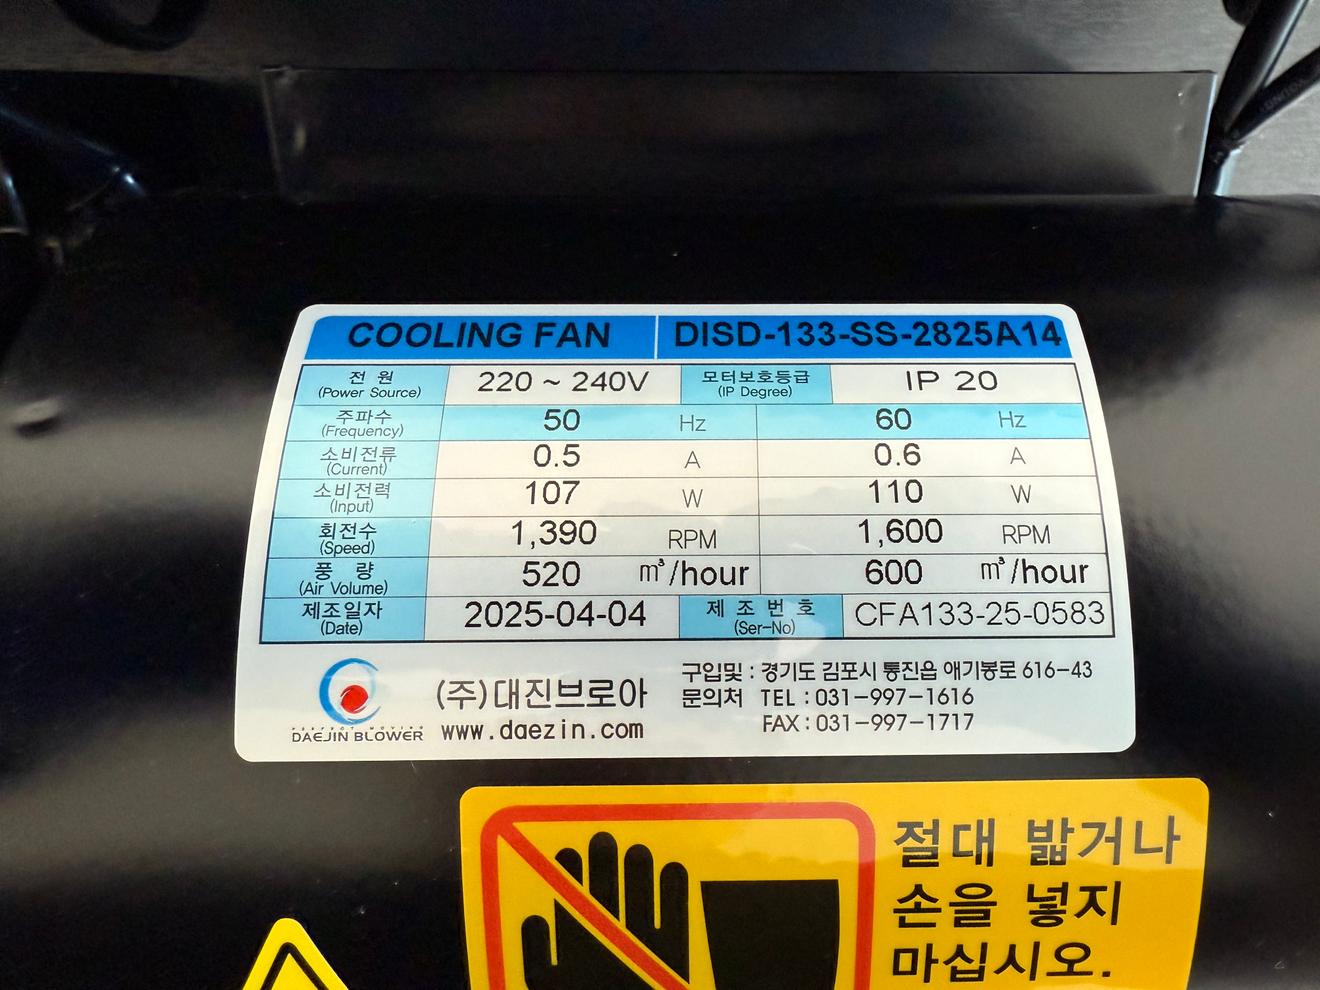 COOLING FAN DISD-133-SS-2825A14
전 원 (Power Source) 220 ~ 240V 모터보호등급 (IP Degree) IP 20
주파수 (Frequency) 50 Hz 60 Hz
소비전류 (Current) 0.5 A 0.6 A
소비전력 (Input) 107 W 110 W
회전수 (Speed) 1,390 RPM 1,600 RPM
풍 량 (Air Volume) 520 m³/hour 600 m³/hour
제조일자 (Date) 2025-04-04 제 조 번 호 (Ser-No) CFA133-25-0583
PERFECT MOVING
DAEJIN BLOWER
(주)대진브로아
www.daezin.com
구입및 : 경기도 김포시 통진읍 애기봉로 616-43
문의처 TEL : 031-997-1616
FAX : 031-997-1717
절대 밟거나
손을 넣지
마십시오.